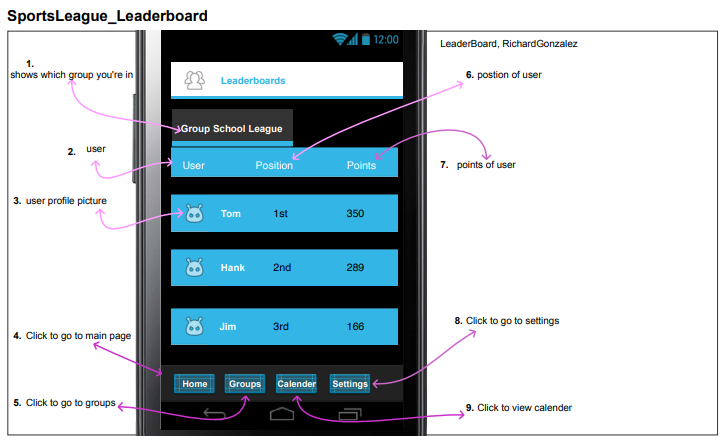 SportsLeague_Leaderboard
12:00
LeaderBoard, RichardGonzalez
1.
shows which group you're in
Leaderboards
6. postion of user
Group School League
2. user
User Position Points
7. points of user
3. user profile picture
Tom 1st 350
Hank 2nd 289
8. Click to go to settings
Jim 3rd 166
4. Click to go to main page
Home Groups Calender Settings
5. Click to go to groups
9. Click to view calender